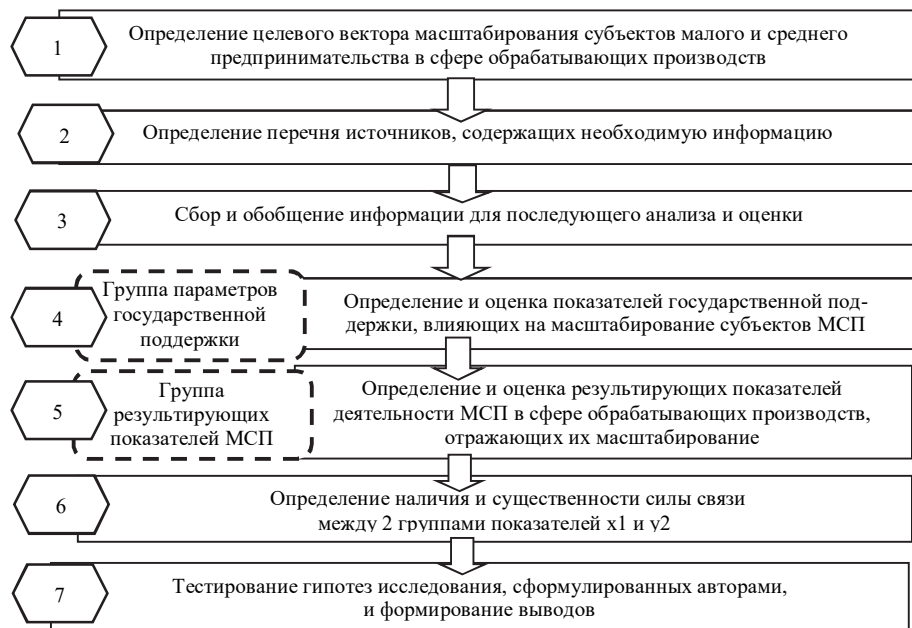 1
Определение целевого вектора масштабирования субъектов малого и среднего
предпринимательства в сфере обрабатывающих производств
2
Определение перечня источников, содержащих необходимую информацию
3
Сбор и обобщение информации для последующего анализа и оценки
4
Группа параметров
государственной
поддержки
Определение и оценка показателей государственной под-
держки, влияющих на масштабирование субъектов МСП
5
Группа
результирующих
показателей МСП
Определение и оценка результирующих показателей
деятельности МСП в сфере обрабатывающих производств,
отражающих их масштабирование
6
Определение наличия и существенности силы связи
между 2 группами показателей x1 и y2
7
Тестирование гипотез исследования, сформулированных авторами,
и формирование выводов